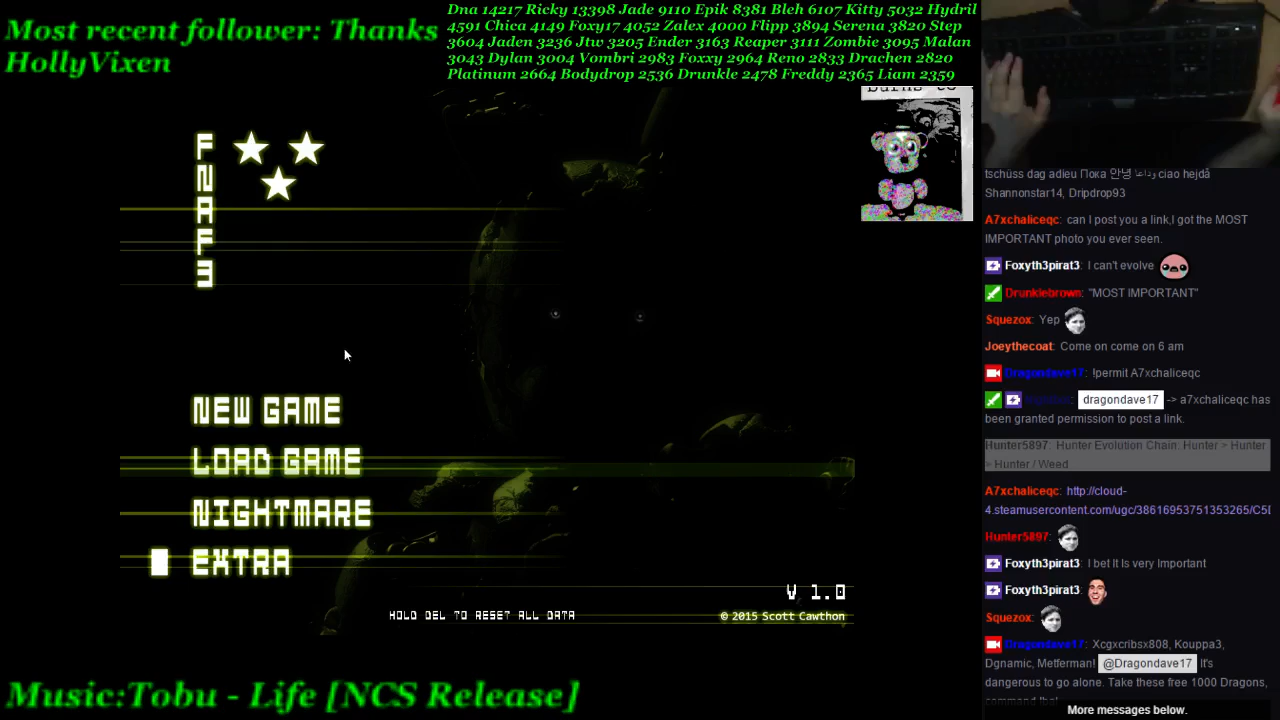 Most recent follower: Thanks
HollyVixen
Dna 14217 Ricky 13398 Jade 9110 Epik 8381 Bleh 6107 Kitty 5032 Hydril
4591 Chica 4149 Foxy17 4052 Zalex 4000 Flipp 3894 Serena 3820 Step
3604 Jaden 3236 Jtw 3205 Ender 3163 Reaper 3111 Zombie 3095 Malan
3043 Dylan 3004 Vombri 2983 Foxxy 2964 Reno 2833 Drachen 2820
Platinum 2664 Bodydrop 2536 Drunkle 2478 Freddy 2365 Liam 2359
FNAF3
NEW GAME
LOAD GAME
NIGHTMARE
EXTRA
V 1.0
HOLD DEL TO RESET ALL DATA
© 2015 Scott Cawthon
Music:Tobu - Life [NCS Release]
tschüss dag adieu Пока 안녕 وداعا ciao hejdå
Shannonstar14, Dripdrop93
A7xchaliceqc: can I post you a link,I got the MOST
IMPORTANT photo you ever seen.
Foxyth3pirat3: I can't evolve
Drunklebrown: "MOST IMPORTANT"
Squezox: Yep
Joeythecoat: Come on come on 6 am
Dragondave17: !permit A7xchaliceqc
dragondave17 -> a7xchaliceqc has
been granted permission to post a link.
Hunter5897: Hunter Evolution Chain: Hunter > Hunter
> Hunter / Weed
A7xchaliceqc: http://cloud-
4.steamusercontent.com/ugc/38616953751353265/C5
Hunter5897:
Foxyth3pirat3: I bet It Is very Important
Foxyth3pirat3:
Squezox:
Dragondave17: Xcgxcribsx808, Kouppa3,
Dgnamic, Metferman! @Dragondave17 It's
dangerous to go alone. Take these free 1000 Dragons,
More messages below.